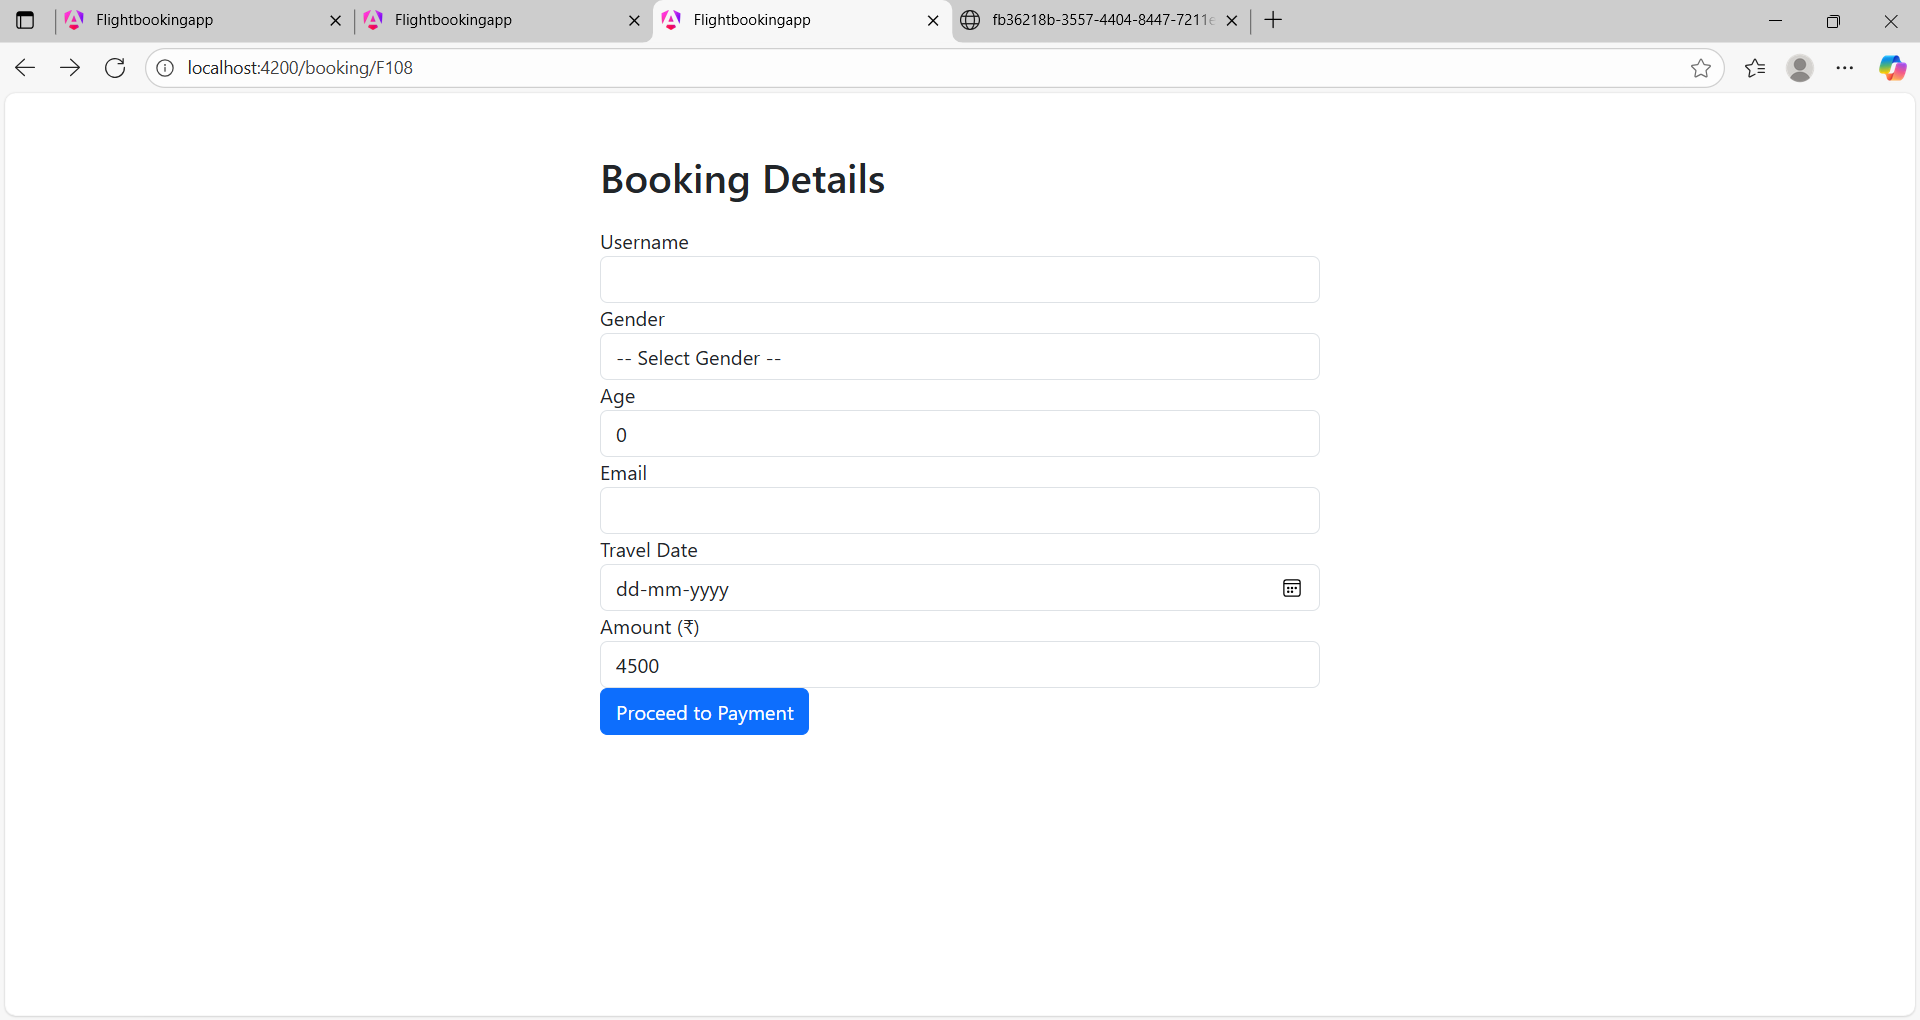 Flightbookingapp
Flightbookingapp
Flightbookingapp
fb36218b-3557-4404-8447-7211
localhost:4200/booking/F108
Booking Details
Username
Gender
-- Select Gender --
Age
0
Email
Travel Date
dd-mm-yyyy
Amount (₹)
4500
Proceed to Payment